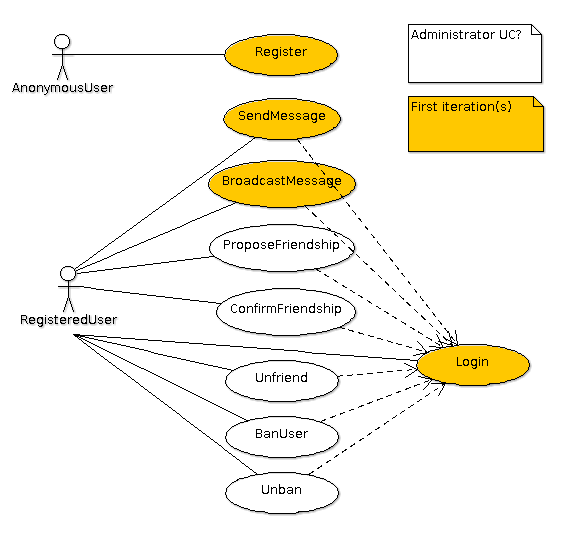 Register
Administrator UC?
AnonymousUser
First iteration(s)
SendMessage
BroadcastMessage
ProposeFriendship
ConfirmFriendship
RegisteredUser
Login
Unfriend
BanUser
Unban